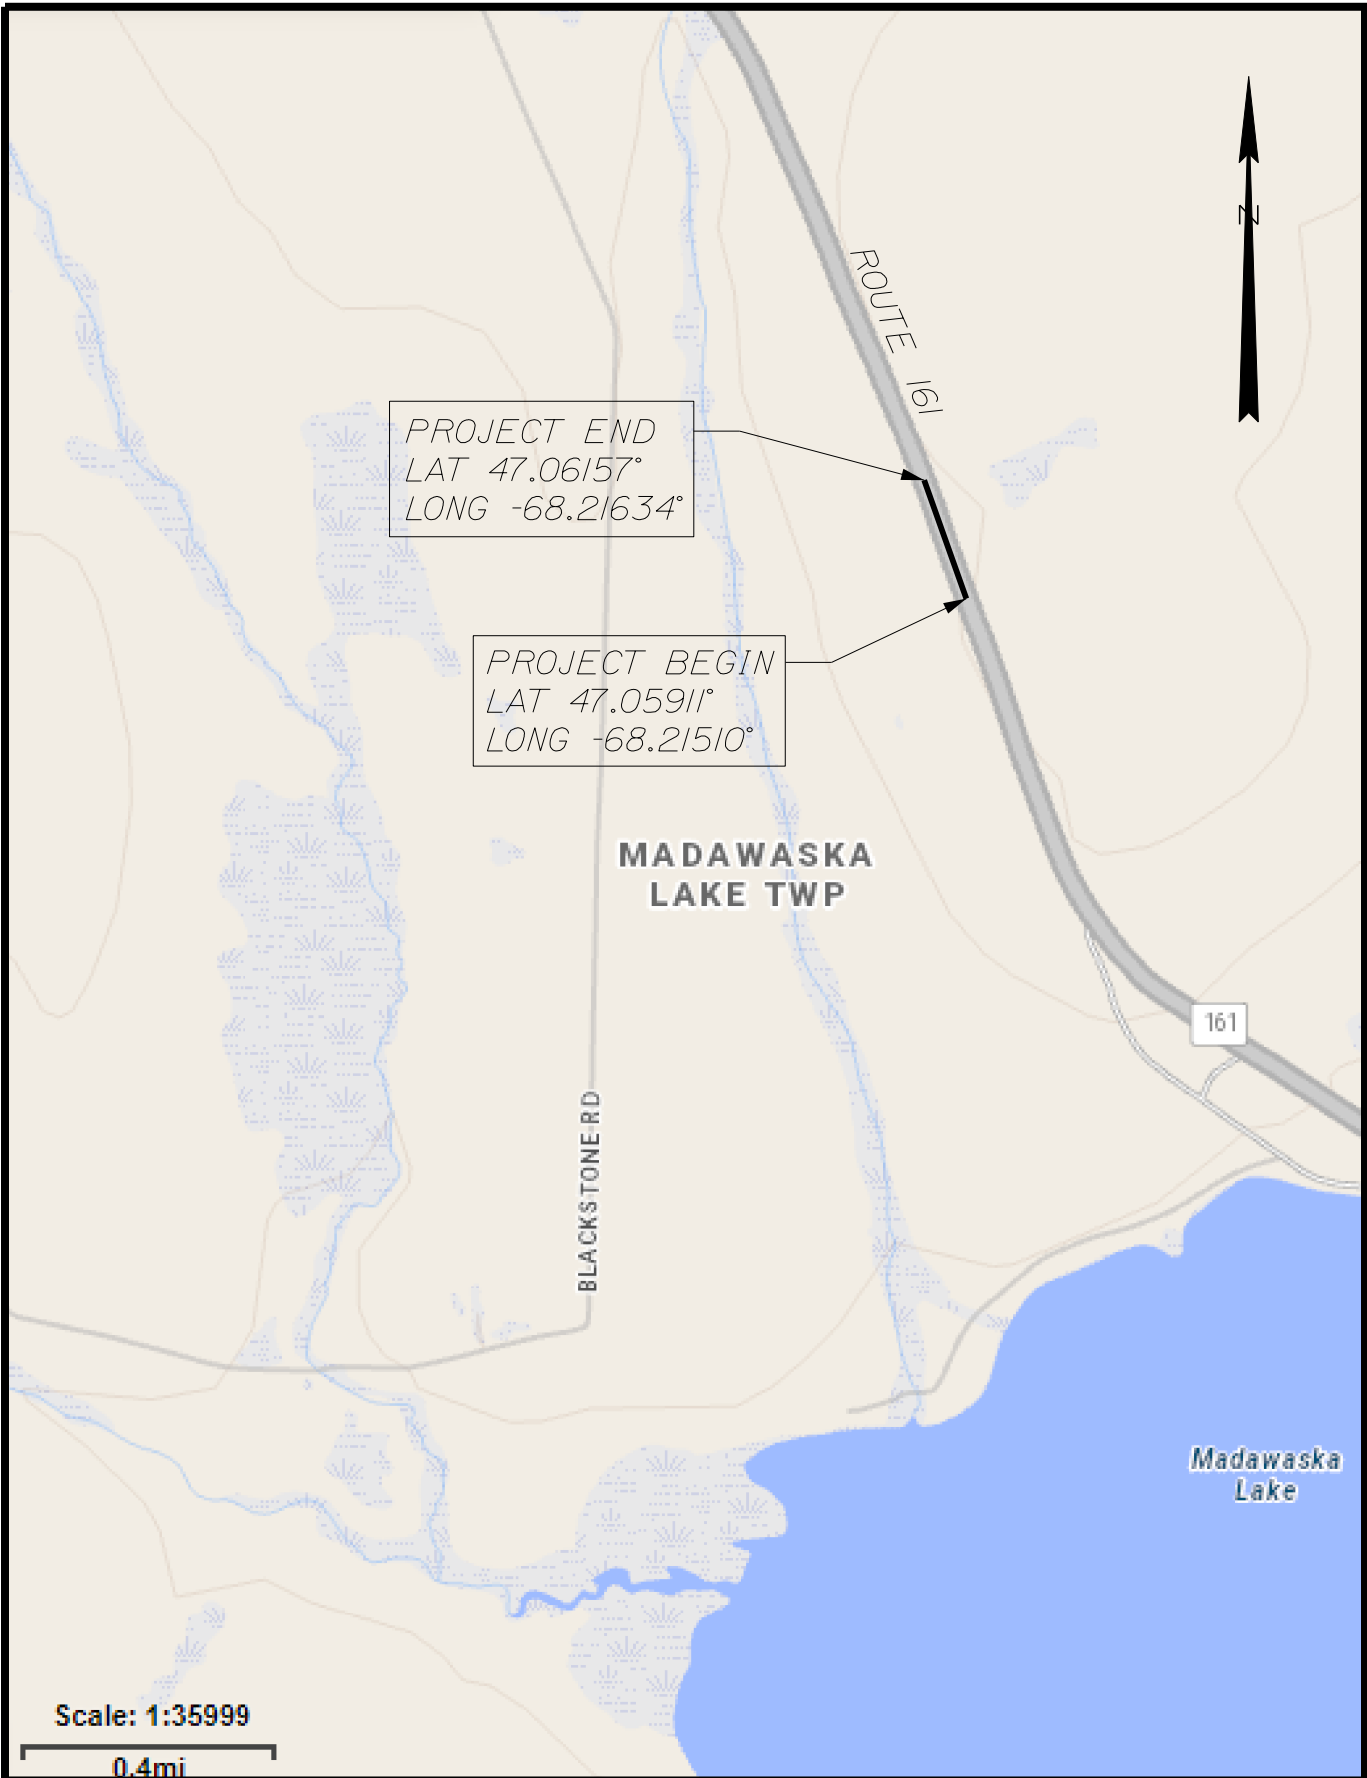 N
ROUTE 161
PROJECT END
LAT 47.06157°
LONG -68.21634°
PROJECT BEGIN
LAT 47.05911°
LONG -68.21510°
MADAWASKA
LAKE TWP
161
BLACKSTONE RD
Madawaska
Lake
Scale: 1:35999
0.4mi